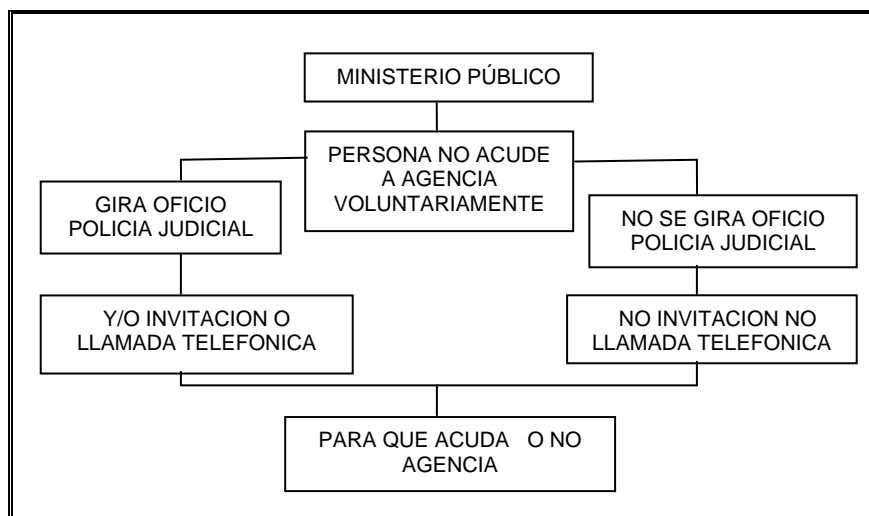 MINISTERIO PÚBLICO
PERSONA NO ACUDE
A AGENCIA
VOLUNTARIAMENTE
GIRA OFICIO
POLICIA JUDICIAL
NO SE GIRA OFICIO
POLICIA JUDICIAL
Y/O INVITACION O
LLAMADA TELEFONICA
NO INVITACION NO
LLAMADA TELEFONICA
PARA QUE ACUDA O NO
AGENCIA